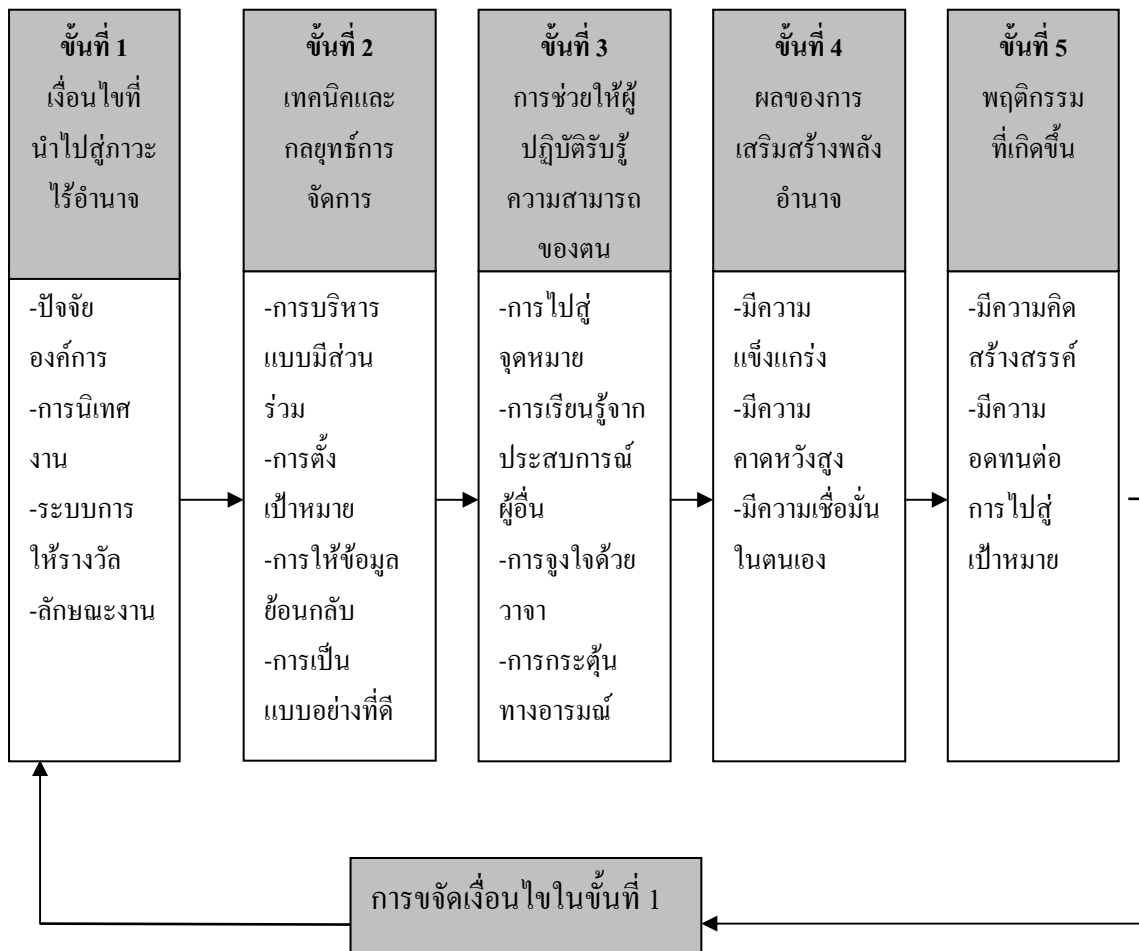 ขั้นที่ 1
เงื่อนไขที่
นำไปสู่ภาวะ
ไร้อำนาจ
-ปัจจัย
องค์การ
-การนิเทศ
งาน
-ระบบการ
ให้รางวัล
-ลักษณะงาน
ขั้นที่ 2
เทคนิคและ
กลยุทธ์การ
จัดการ
-การบริหาร
แบบมีส่วน
ร่วม
-การตั้ง
เป้าหมาย
-การให้ข้อมูล
ย้อนกลับ
-การเป็น
แบบอย่างที่ดี
ขั้นที่ 3
การช่วยให้ผู้
ปฏิบัติรับรู้
ความสามารถ
ของตน
-การไปสู่
จุดหมาย
-การเรียนรู้จาก
ประสบการณ์
ผู้อื่น
-การจูงใจด้วย
วาจา
-การกระตุ้น
ทางอารมณ์
ขั้นที่ 4
ผลของการ
เสริมสร้างพลัง
อำนาจ
-มีความ
แข็งแกร่ง
-มีความ
คาดหวังสูง
-มีความเชื่อมั่น
ในตนเอง
ขั้นที่ 5
พฤติกรรม
ที่เกิดขึ้น
-มีความคิด
สร้างสรรค์
-มีความ
อดทนต่อ
การไปสู่
เป้าหมาย
การขจัดเงื่อนไขในขั้นที่ 1